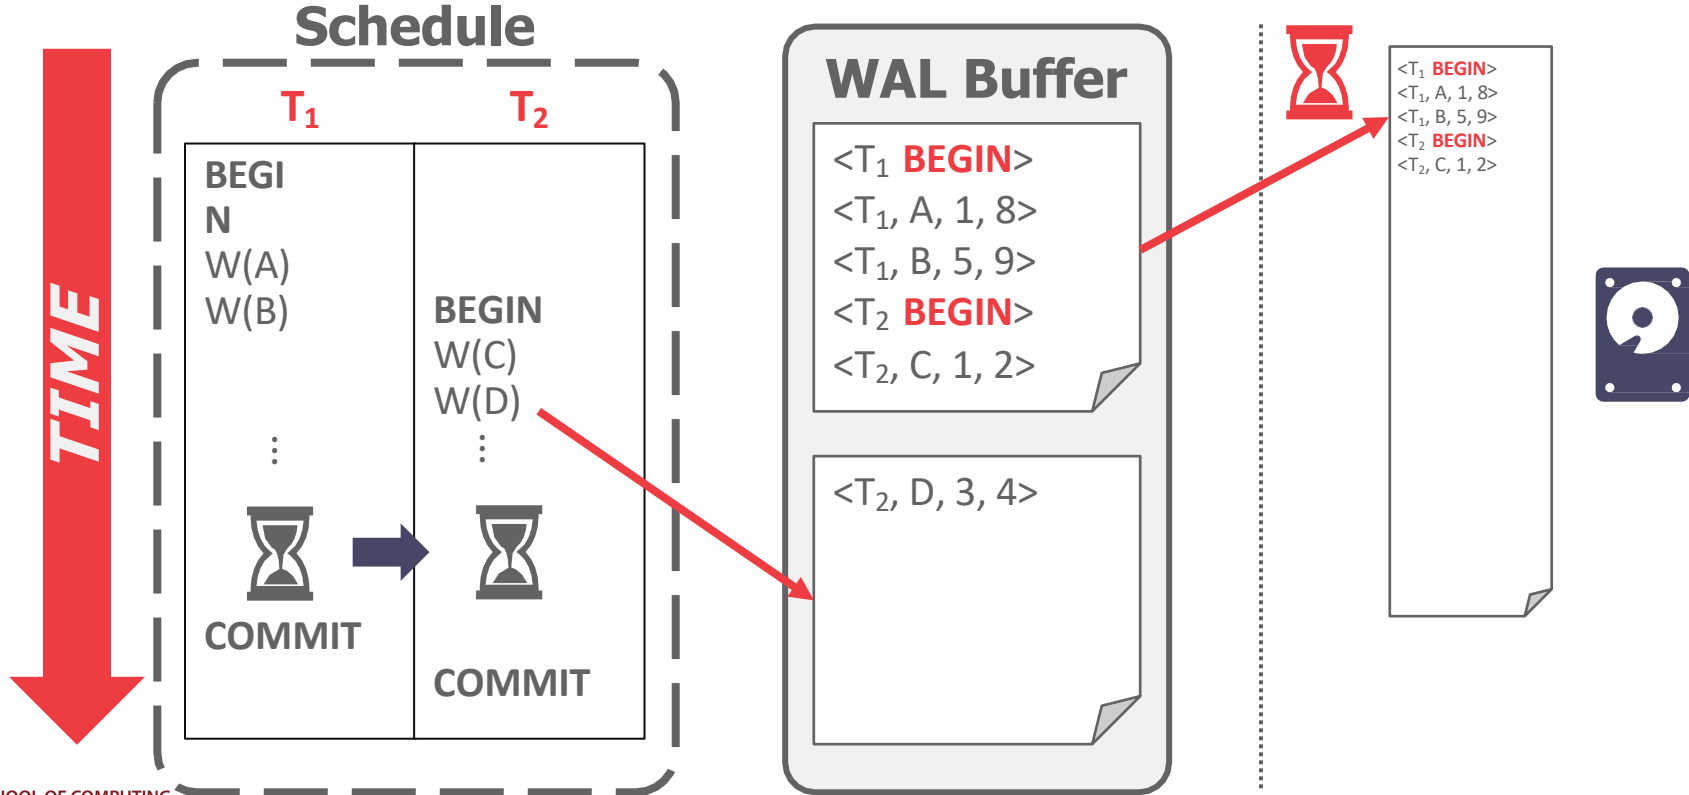 Schedule
T1
T2
BEGI
N
W(A)
W(B)
⋮
COMMIT
BEGIN
W(C)
W(D)
⋮
COMMIT
TIME
WAL Buffer
<T1 BEGIN>
<T1, A, 1, 8>
<T1, B, 5, 9>
<T2 BEGIN>
<T2, C, 1, 2>
<T2, D, 3, 4>
<T1 BEGIN>
<T1, A, 1, 8>
<T1, B, 5, 9>
<T2 BEGIN>
<T2, C, 1, 2>
OF COMPUTING